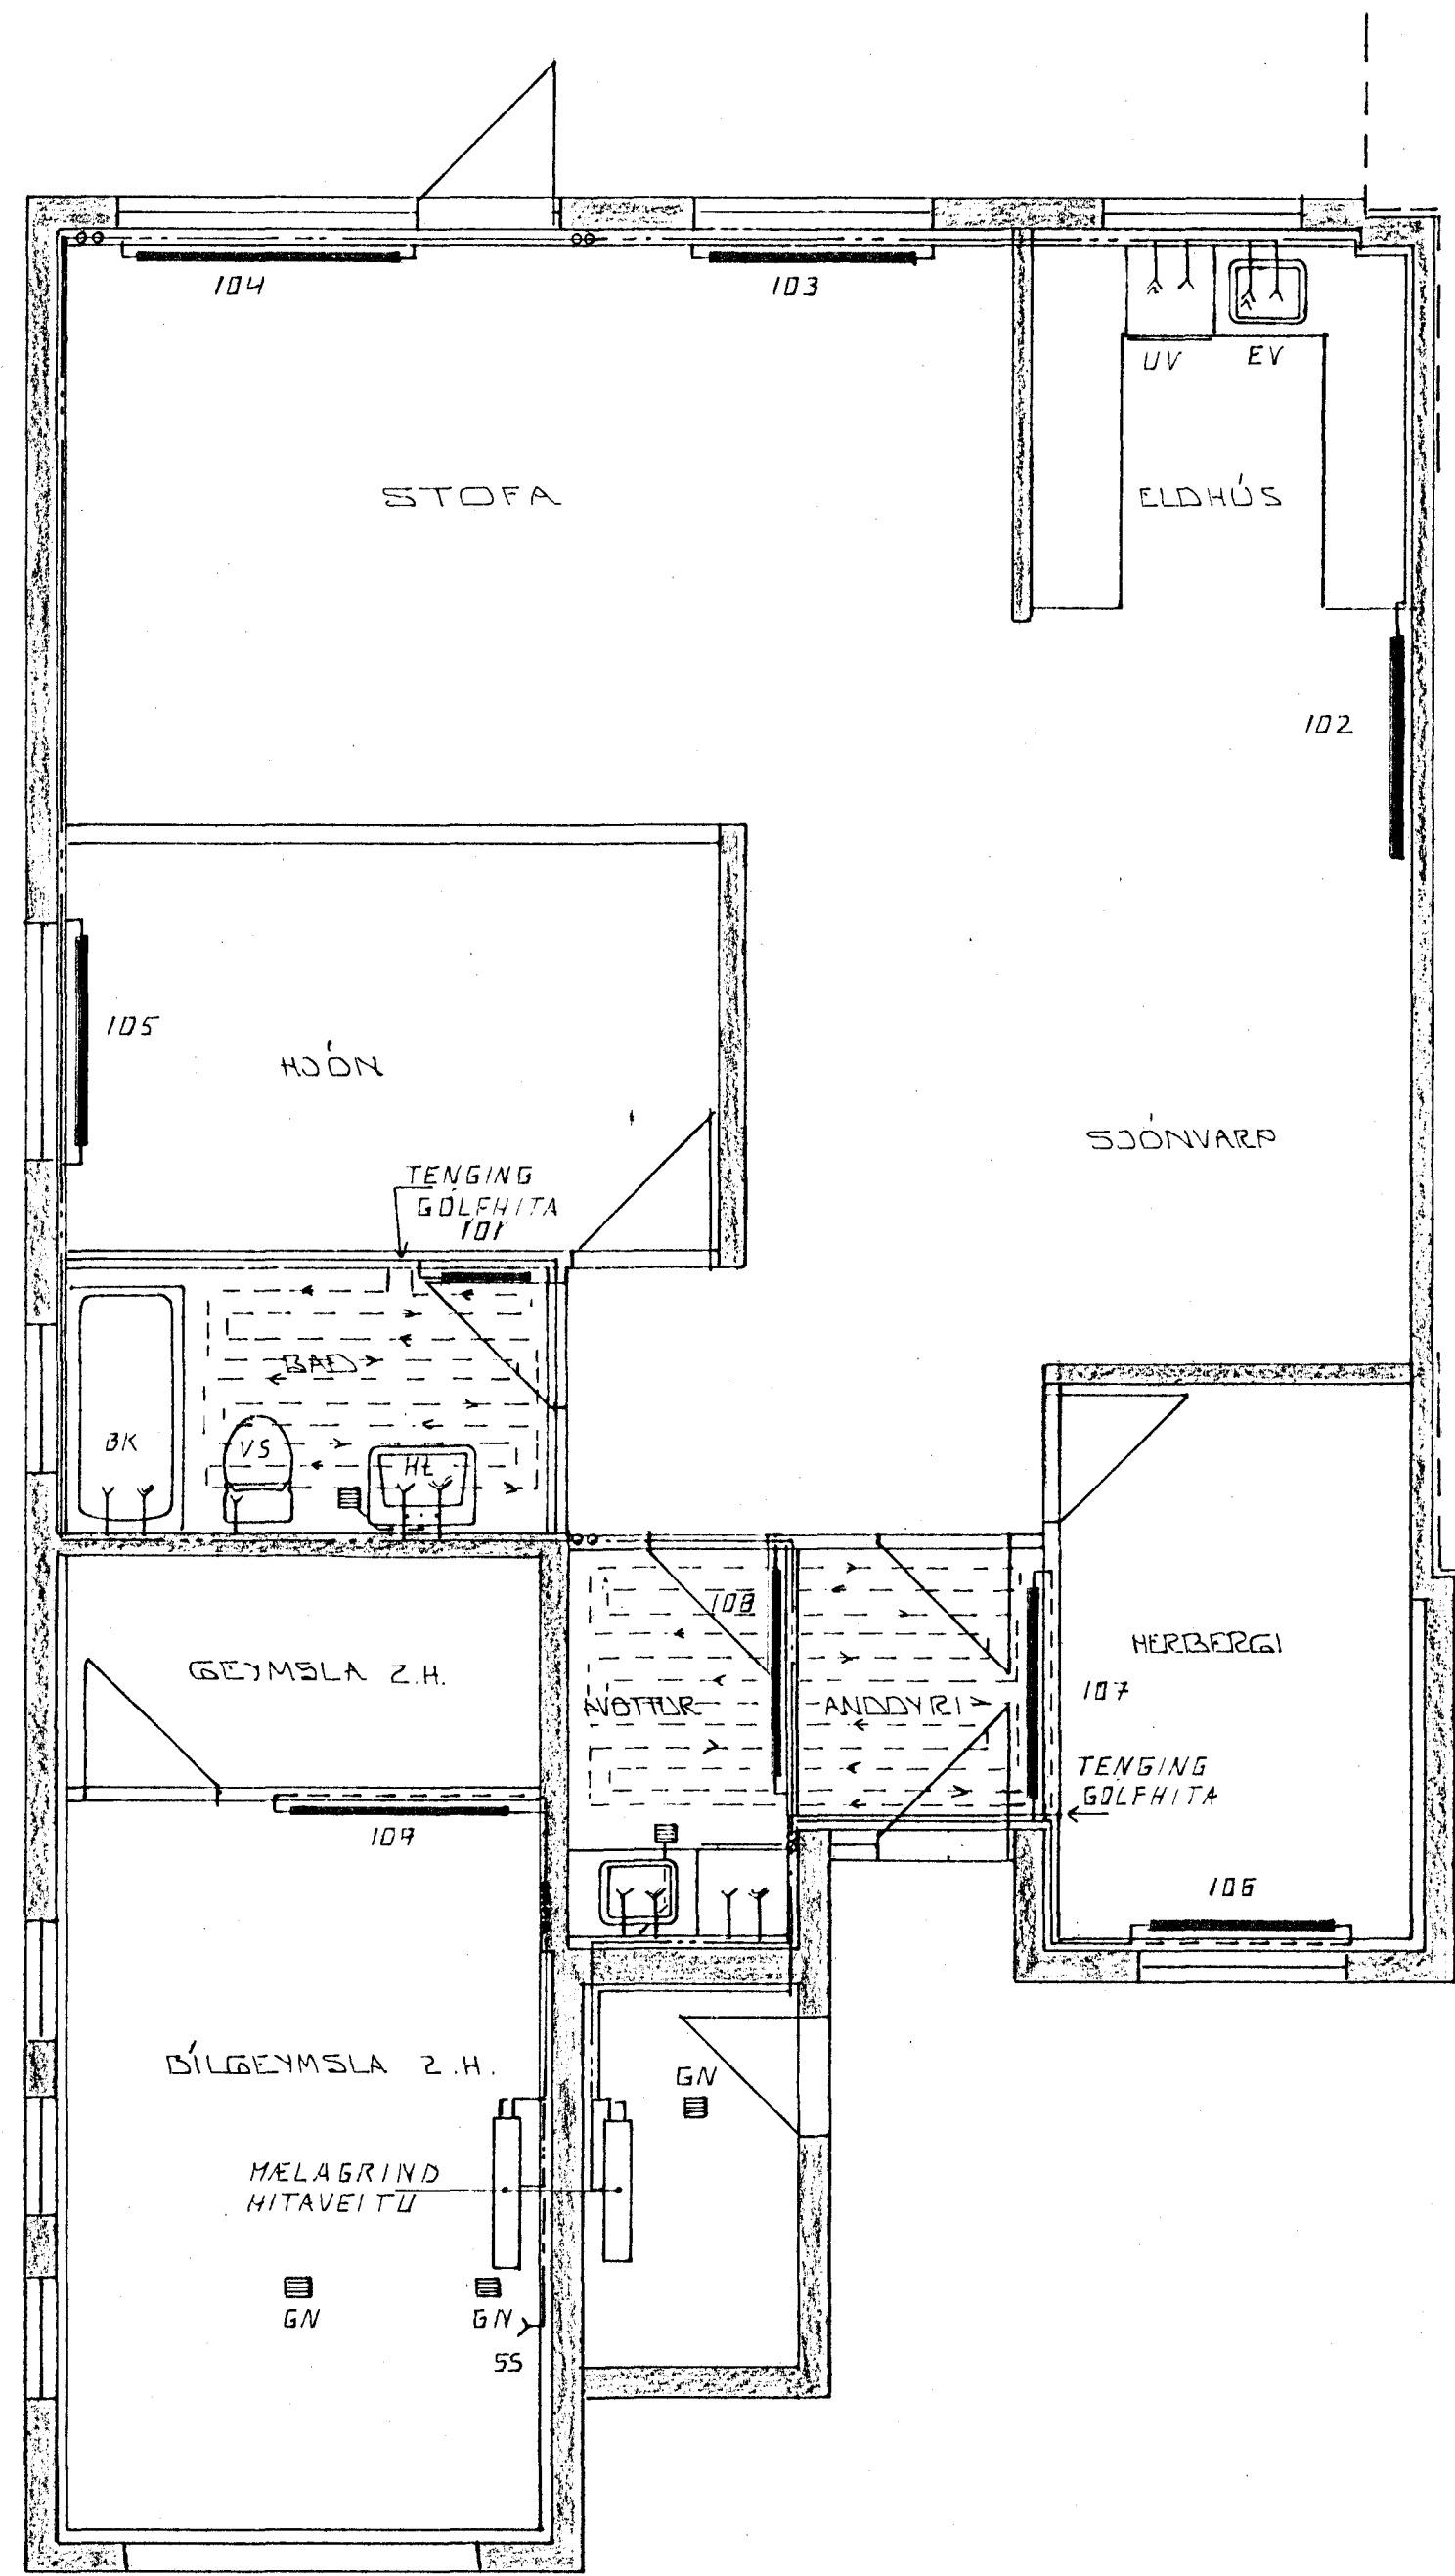 104
103
UV
EV
STOFA
ELDHÚS
102
105
HJÓN
SJÓNVARP
TENGING
GÓLFHITA
101
BAÐ
BK
VS
HL
108
GEYMSLA 2.H.
HERBERGI
107
ÞVOTTUR
ANDDYRI
TENGING
GÓLFHITA
109
106
BÍLGEYMSLA 2.H.
GN
MÆLAGRIND
HITAVEITU
GN
GN
SS